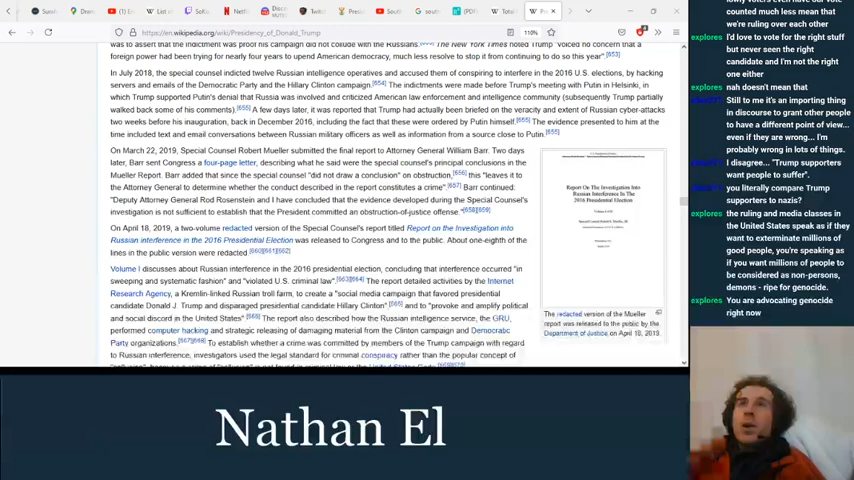 Netfl
Twitc
South
south
(PDF)
https://en.wikipedia.org/wiki/Presidency_of_Donald_Trump
110%
was to assert that the indictment was proof his campaign did not collude with the Russians. The New York Times noted Trump "voiced no concern that a
foreign power had been trying for nearly four years to upend American democracy, much less resolve to stop it from continuing to do so this year".[653]
In July 2018, the special counsel indicted twelve Russian intelligence operatives and accused them of conspiring to interfere in the 2016 U.S. elections, by hacking
servers and emails of the Democratic Party and the Hillary Clinton campaign.[654] The indictments were made before Trump's meeting with Putin in Helsinki, in
which Trump supported Putin's denial that Russia was involved and criticized American law enforcement and intelligence community (subsequently Trump partially
walked back some of his comments).[655] A few days later, it was reported that Trump had actually been briefed on the veracity and extent of Russian cyber-attacks
two weeks before his inauguration, back in December 2016, including the fact that these were ordered by Putin himself.[655] The evidence presented to him at the
time included text and email conversations between Russian military officers as well as information from a source close to Putin.[655]
On March 22, 2019, Special Counsel Robert Mueller submitted the final report to Attorney General William Barr. Two days
later, Barr sent Congress a four-page letter, describing what he said were the special counsel's principal conclusions in the
Mueller Report. Barr added that since the special counsel "did not draw a conclusion" on obstruction,[656] this "leaves it to
the Attorney General to determine whether the conduct described in the report constitutes a crime".[657] Barr continued:
"Deputy Attorney General Rod Rosenstein and I have concluded that the evidence developed during the Special Counsel's
investigation is not sufficient to establish that the President committed an obstruction-of-justice offense."[658][659]
On April 18, 2019, a two-volume redacted version of the Special Counsel's report titled Report on the Investigation into
Russian Interference in the 2016 Presidential Election was released to Congress and to the public. About one-eighth of the
lines in the public version were redacted.[660][661][662]
Volume I discusses about Russian interference in the 2016 presidential election, concluding that interference occurred "in
sweeping and systematic fashion" and "violated U.S. criminal law".[663][664] The report detailed activities by the Internet
Research Agency, a Kremlin-linked Russian troll farm, to create a "social media campaign that favored presidential
candidate Donald J. Trump and disparaged presidential candidate Hillary Clinton",[665] and to "provoke and amplify political
and social discord in the United States".[666] The report also described how the Russian intelligence service, the GRU,
performed computer hacking and strategic releasing of damaging material from the Clinton campaign and Democratic
Party organizations.[667][668] To establish whether a crime was committed by members of the Trump campaign with regard
to Russian interference, investigators used the legal standard for criminal conspiracy rather than the popular concept of
Report On The Investigation Into
Russian Interference In The
2016 Presidential Election
The redacted version of the Mueller
report was released to the public by the
Department of Justice on April 18, 2019.
counted much less mean that
we're ruling over each other
explores I'd love to vote for the right stuff
but never seen the right
candidate and I'm not the right
one either
explores nah doesn't mean that
Still to me it's an importing thing
in discourse to grant other people
to have a different point of view...
even if they are wrong... I'm
probably wrong in lots of things.
I disagree... "Trump supporters
want people to suffer".
you literally compare Trump
supporters to nazis?
explores the ruling and media classes in
the United States speak as if they
want to exterminate millions of
good people, you're speaking as
if you want millions of people to
be considered as non-persons,
demons - ripe for genocide.
explores You are advocating genocide
right now
Nathan El